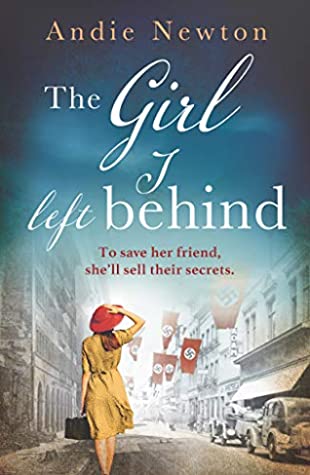 Andie Newton
The Girl
I
left behind
To save her friend,
she'll sell their secrets.